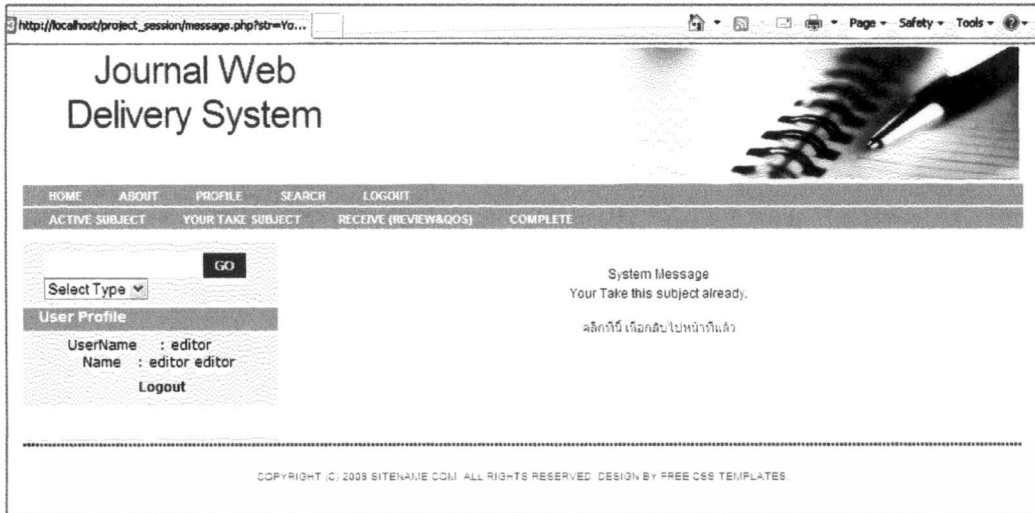 http://localhost/project_session/message.php?str=Yo...
Page Safety Tools
Journal Web
Delivery System
HOME ABOUT PROFILE SEARCH LOGOUT
ACTIVE SUBJECT YOUR TAKE SUBJECT RECEIVE (REVIEW&QOS) COMPLETE
GO
Select Type
User Profile
UserName : editor
Name : editor editor
Logout
System Message
Your Take this subject already.
คลิกที่นี่ เพื่อกลับไปหน้าที่แล้ว
COPYRIGHT (C) 2009 SITENAME.COM. ALL RIGHTS RESERVED. DESIGN BY FREE CSS TEMPLATES.